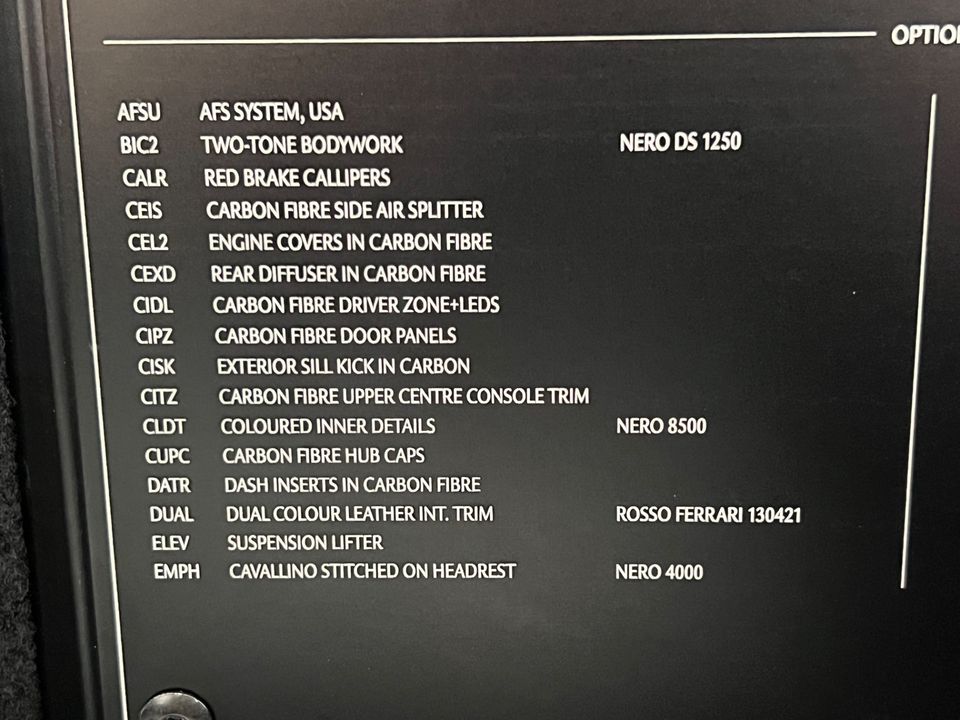 OPTIO
AFSU AFS SYSTEM, USA
BIC2 TWO-TONE BODYWORK NERO DS 1250
CALR RED BRAKE CALLIPERS
CEIS CARBON FIBRE SIDE AIR SPLITTER
CEL2 ENGINE COVERS IN CARBON FIBRE
CEXD REAR DIFFUSER IN CARBON FIBRE
CIDL CARBON FIBRE DRIVER ZONE+LEDS
CIPZ CARBON FIBRE DOOR PANELS
CISK EXTERIOR SILL KICK IN CARBON
CITZ CARBON FIBRE UPPER CENTRE CONSOLE TRIM
CLDT COLOURED INNER DETAILS NERO 8500
CUPC CARBON FIBRE HUB CAPS
DATR DASH INSERTS IN CARBON FIBRE
DUAL DUAL COLOUR LEATHER INT. TRIM ROSSO FERRARI 130421
ELEV SUSPENSION LIFTER
EMPH CAVALLINO STITCHED ON HEADREST NERO 4000